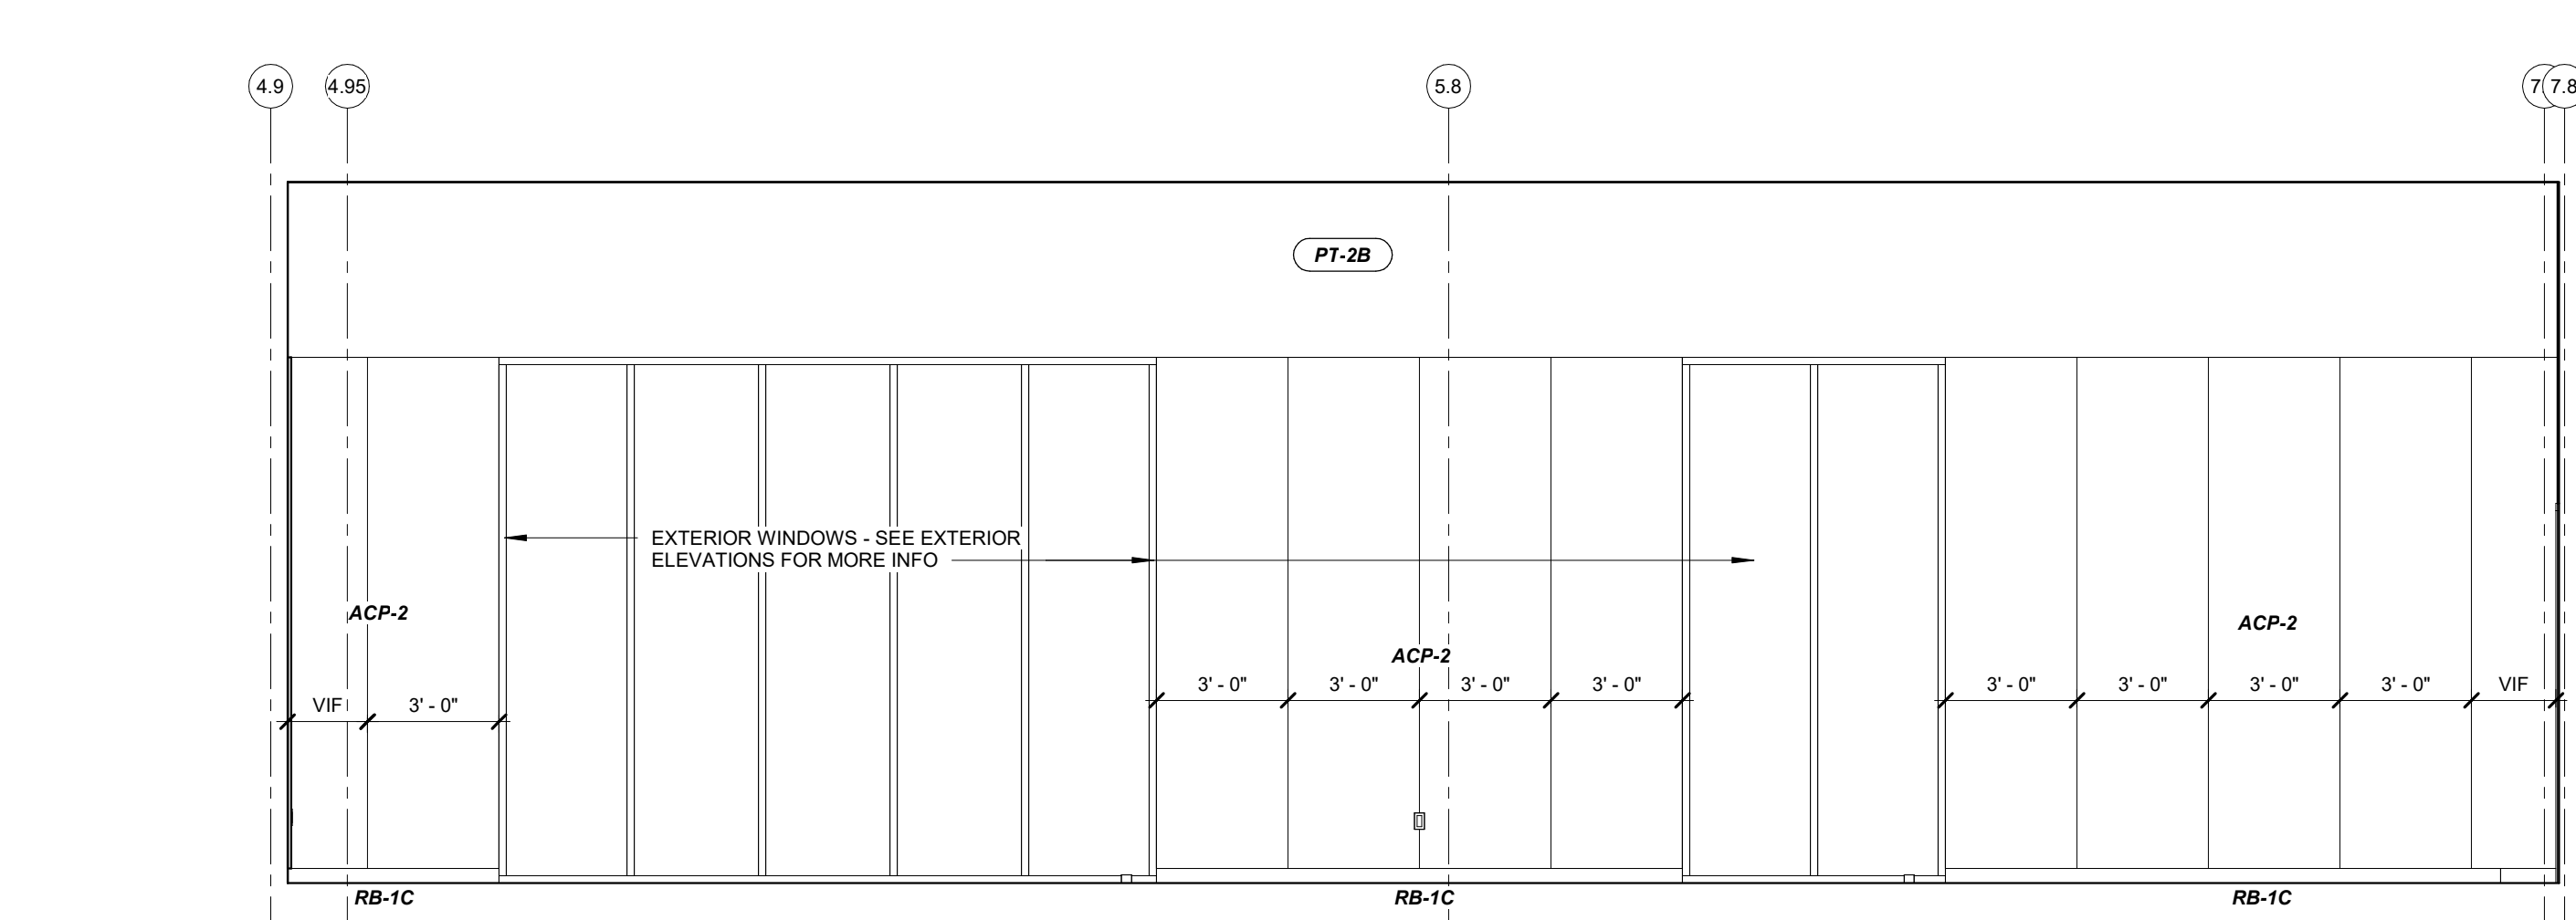 4.9
4.95
5.8
7.8
PT-2B
EXTERIOR WINDOWS - SEE EXTERIOR
ELEVATIONS FOR MORE INFO
ACP-2
ACP-2
ACP-2
3' - 0"
3' - 0"
3' - 0"
3' - 0"
3' - 0"
3' - 0"
3' - 0"
3' - 0"
VIF
VIF
3' - 0"
RB-1C
RB-1C
RB-1C